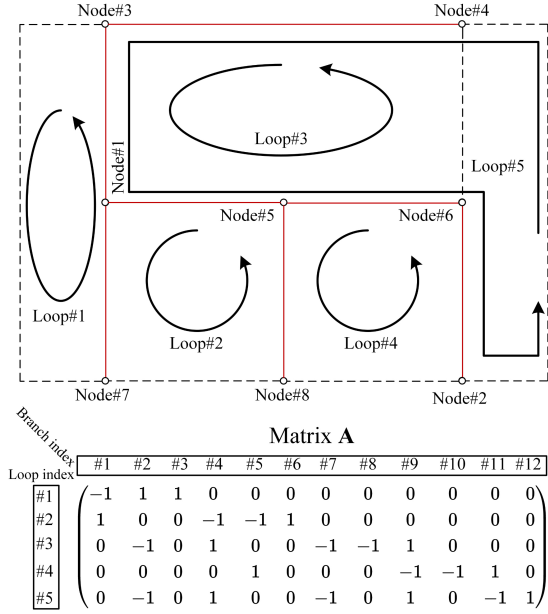 Node#3
Node#4
Node#1
Loop#3
Loop#5
Node#5
Node#6
Loop#1
Loop#2
Loop#4
Node#7
Node#8
Node#2
Matrix A
Branch index
Loop index
#1 #2 #3 #4 #5 #6 #7 #8 #9 #10 #11 #12
#1 −1 1 1 0 0 0 0 0 0 0 0 0
#2 1 0 0 −1 −1 1 0 0 0 0 0 0
#3 0 −1 0 1 0 0 −1 −1 1 0 0 0
#4 0 0 0 0 1 0 0 0 −1 −1 1 0
#5 0 −1 0 1 0 0 −1 0 1 0 −1 1